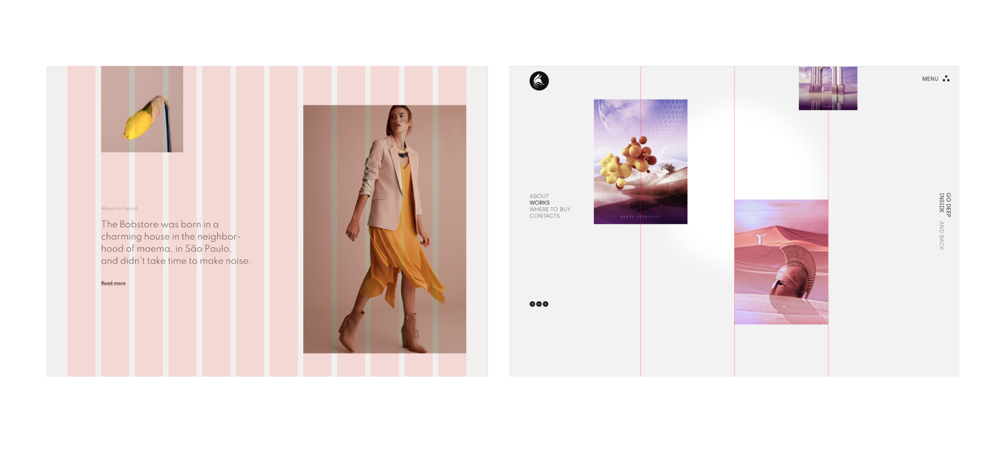 About our brand
The Bobstore was born in a
charming house in the neighbor-
hood of moema, in São Paulo,
and didn't take time to make noise.
Read more
MENU
ABOUT
WORKS
WHERE TO BUY
CONTACTS
GO DEEP
INSIDE AND BACK